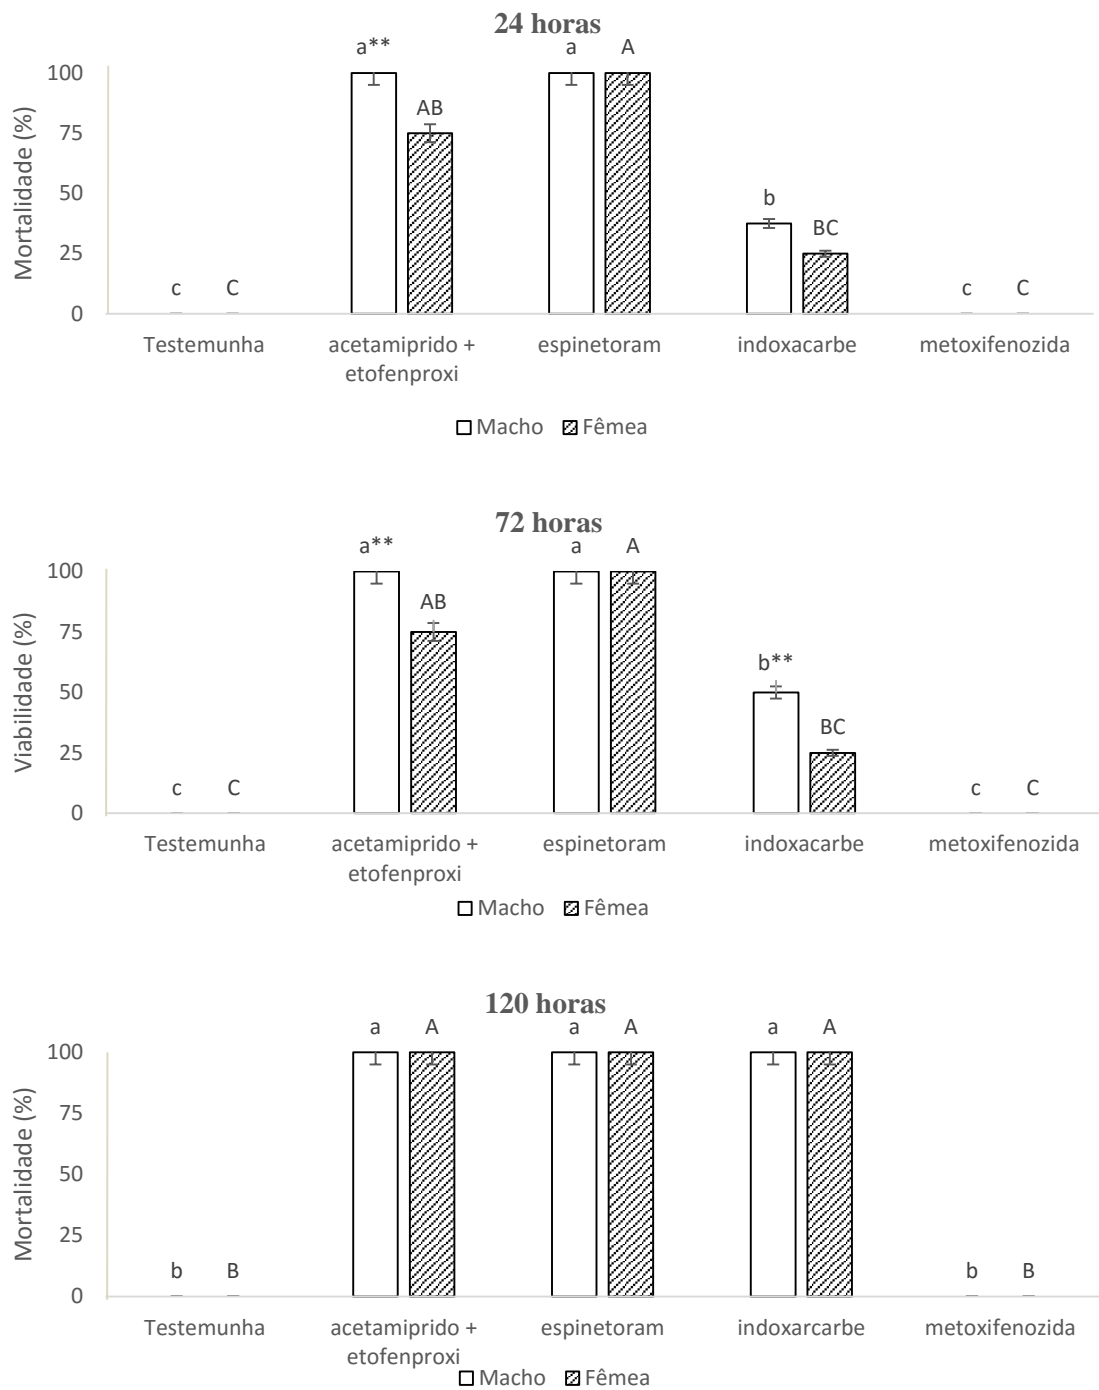 24 horas
a** a A
100
AB
75
50
b
BC
25
c C c C
0
Mortalidade (%)
Testemunha acetamiprido + espinetoram indoxacarbe metoxifenozida
etofenproxi
Macho Fêmea
72 horas
a** a A
100
AB
75
b**
50
BC
25
c C c C
0
Viabilidade (%)
Testemunha acetamiprido + espinetoram indoxacarbe metoxifenozida
etofenproxi
Macho Fêmea
120 horas
a A a A a A
100
75
50
25
b B b B
0
Mortalidade (%)
Testemunha acetamiprido + espinetoram indoxarcarbe metoxifenozida
etofenproxi
Macho Fêmea